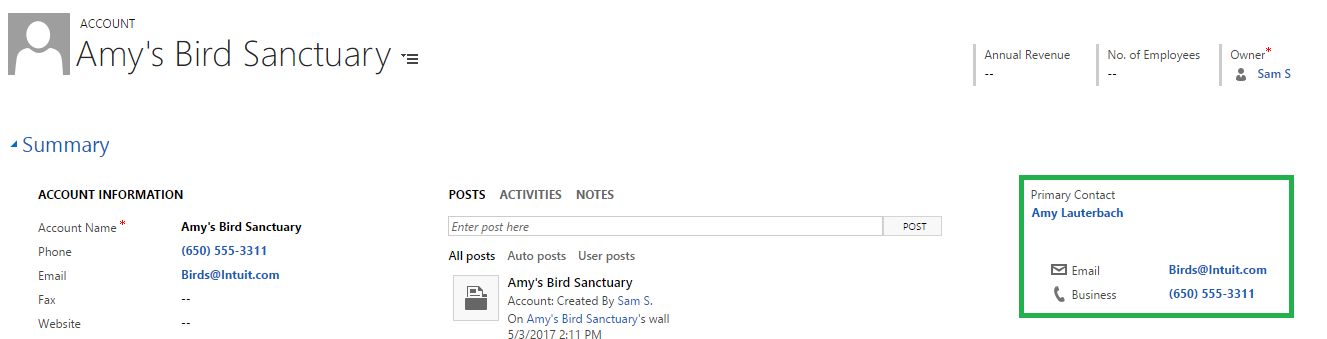 ACCOUNT
Amy's Bird Sanctuary
Annual Revenue
--
No. of Employees
--
Owner*
Sam S
Summary
ACCOUNT INFORMATION
Account Name * Amy's Bird Sanctuary
Phone (650) 555-3311
Email Birds@Intuit.com
Fax --
Website --
POSTS ACTIVITIES NOTES
Enter post here POST
All posts Auto posts User posts
Amy's Bird Sanctuary
Account: Created By Sam S.
On Amy's Bird Sanctuary's wall
5/3/2017 2:11 PM
Primary Contact
Amy Lauterbach
Email Birds@Intuit.com
Business (650) 555-3311